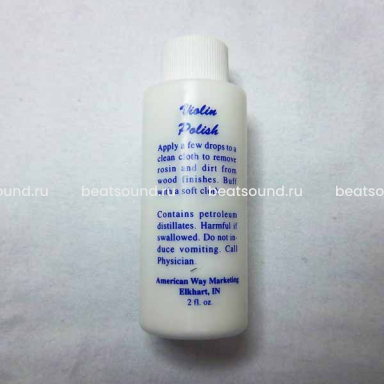 Violin
Polish
Apply a few drops to a
clean cloth to remove
rosin and dirt from
wood finishes. Buff
a soft cloth.
sound.ru beatsound.ru beatsound.ru beatsound
Contains petroleum
distillates. Harmful if
swallowed. Do not in-
duce vomiting. Call
Physician.
American Way Marketing
Elkhart, IN
2 fl. oz.